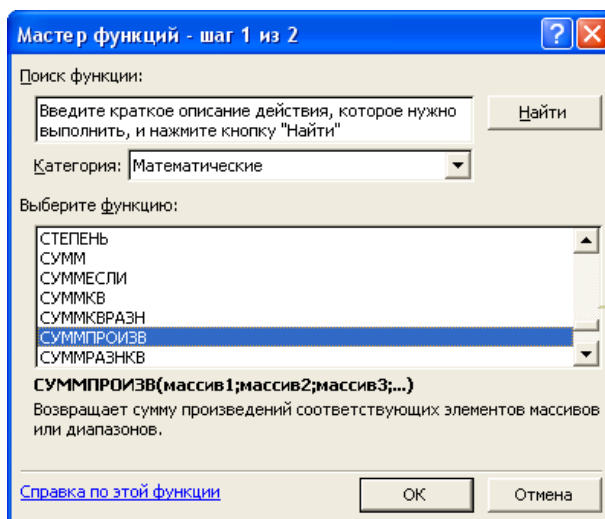 Мастер функций - шаг 1 из 2
?
Поиск функции:
Введите краткое описание действия, которое нужно
выполнить, и нажмите кнопку "Найти"
Найти
Категория: Математические
Выберите функцию:
СТЕПЕНЬ
СУММ
СУММЕСЛИ
СУММКВ
СУММКВРАЗН
СУММПРОИЗВ
СУММРАЗНКВ
СУММПРОИЗВ(массив1;массив2;массив3;...)
Возвращает сумму произведений соответствующих элементов массивов
или диапазонов.
Справка по этой функции
ОК
Отмена